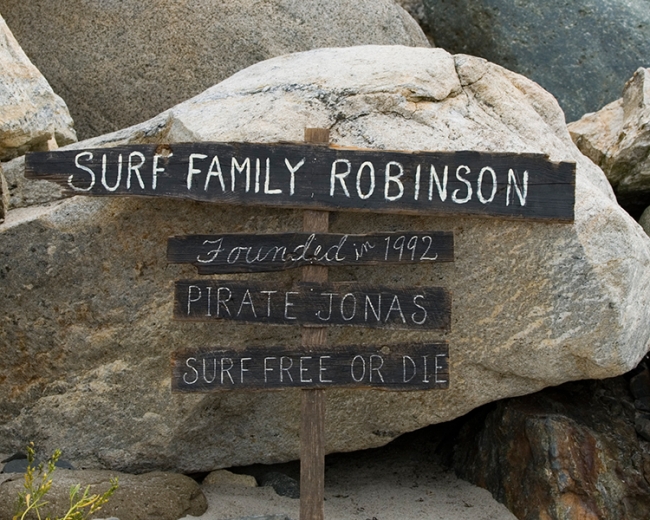 SURF FAMILY ROBINSON
Founded in 1992
PIRATE JONAS
SURF FREE OR DIE